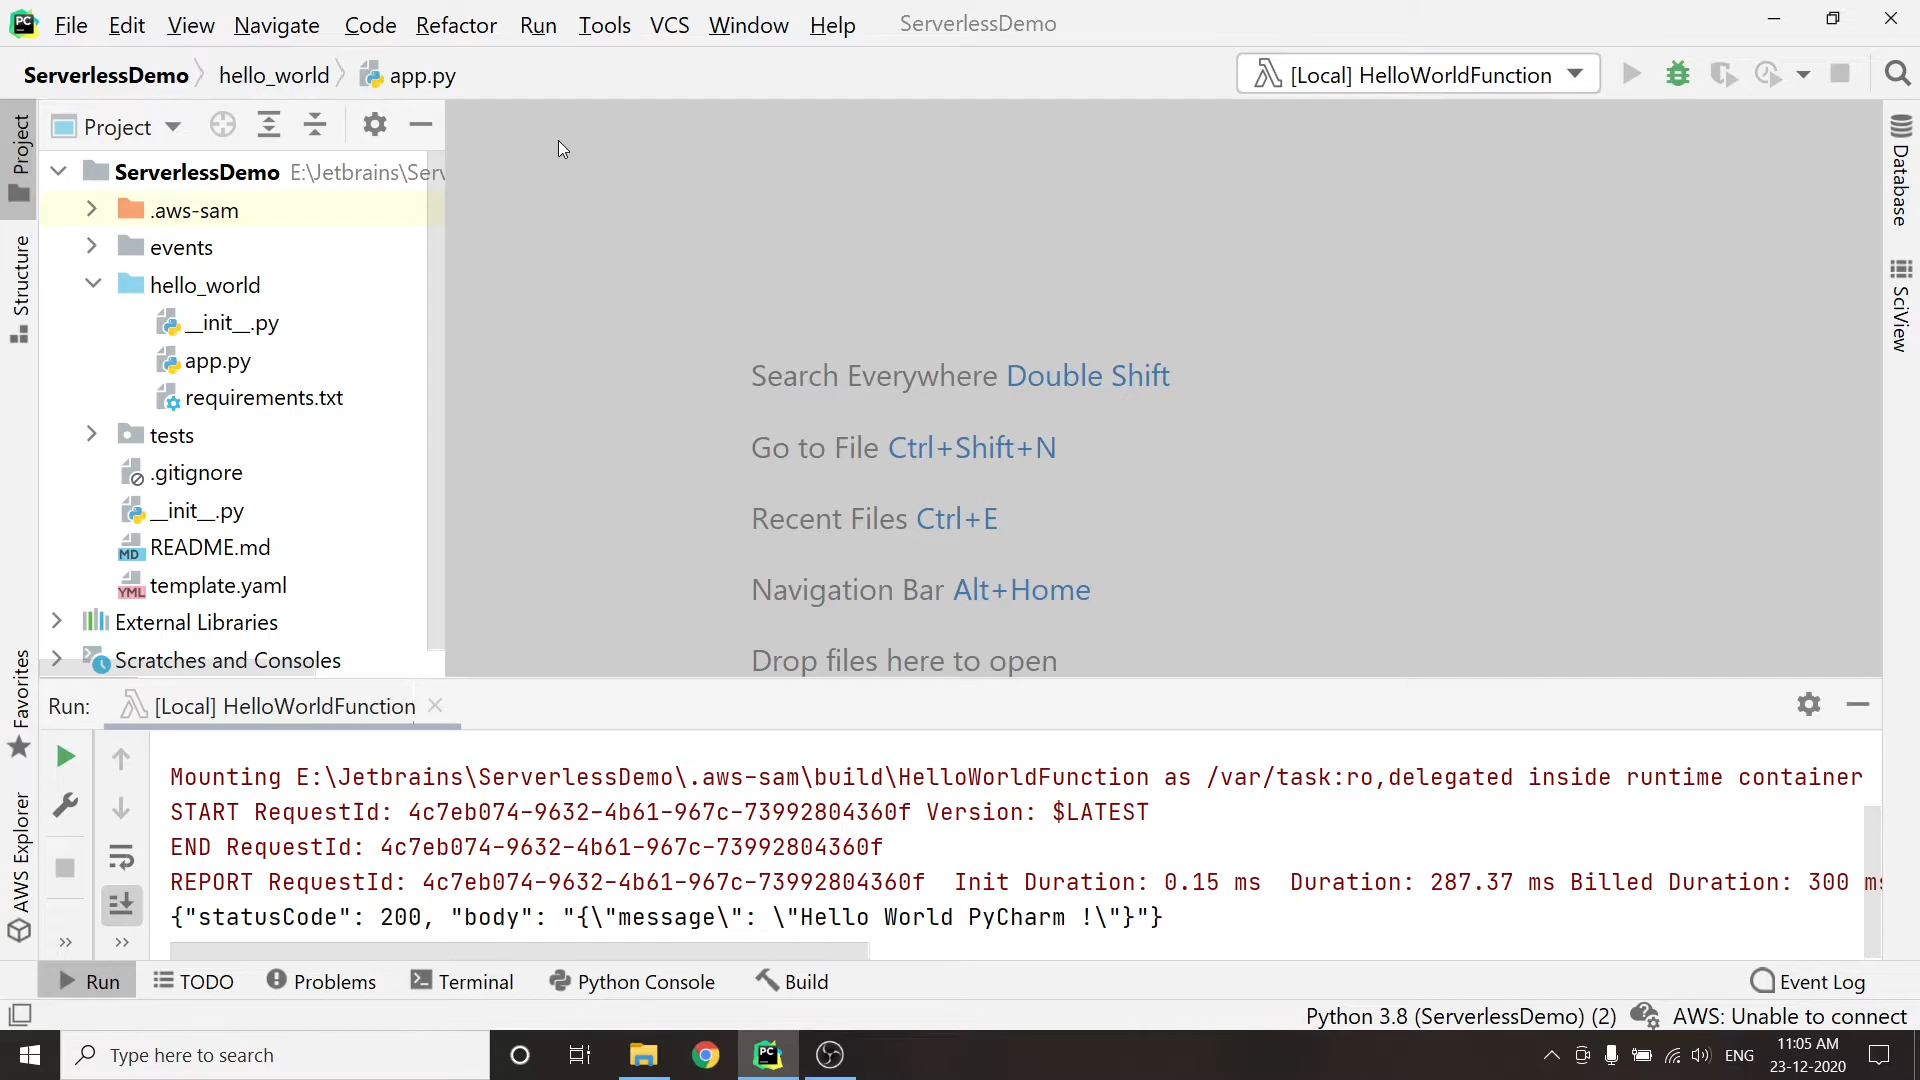 File Edit View Navigate Code Refactor Run Tools VCS Window Help ServerlessDemo
ServerlessDemo hello_world app.py [Local] HelloWorldFunction
Project
ServerlessDemo E:\Jetbrains\Serv
.aws-sam
events
hello_world
__init__.py
app.py
requirements.txt
tests
.gitignore
__init__.py
README.md
template.yaml
External Libraries
Scratches and Consoles
Project
Structure
Favorites
AWS Explorer
Search Everywhere Double Shift
Go to File Ctrl+Shift+N
Recent Files Ctrl+E
Navigation Bar Alt+Home
Drop files here to open
Database
SciView
Run: [Local] HelloWorldFunction
Mounting E:\Jetbrains\ServerlessDemo\.aws-sam\build\HelloWorldFunction as /var/task:ro,delegated inside runtime container
START RequestId: 4c7eb074-9632-4b61-967c-73992804360f Version: $LATEST
END RequestId: 4c7eb074-9632-4b61-967c-73992804360f
REPORT RequestId: 4c7eb074-9632-4b61-967c-73992804360f Init Duration: 0.15 ms Duration: 287.37 ms Billed Duration: 300 ms
{"statusCode": 200, "body": "{\"message\": \"Hello World PyCharm !\"}"}
Run TODO Problems Terminal Python Console Build Event Log
Python 3.8 (ServerlessDemo) (2) AWS: Unable to connect
Type here to search
ENG
11:05 AM
23-12-2020